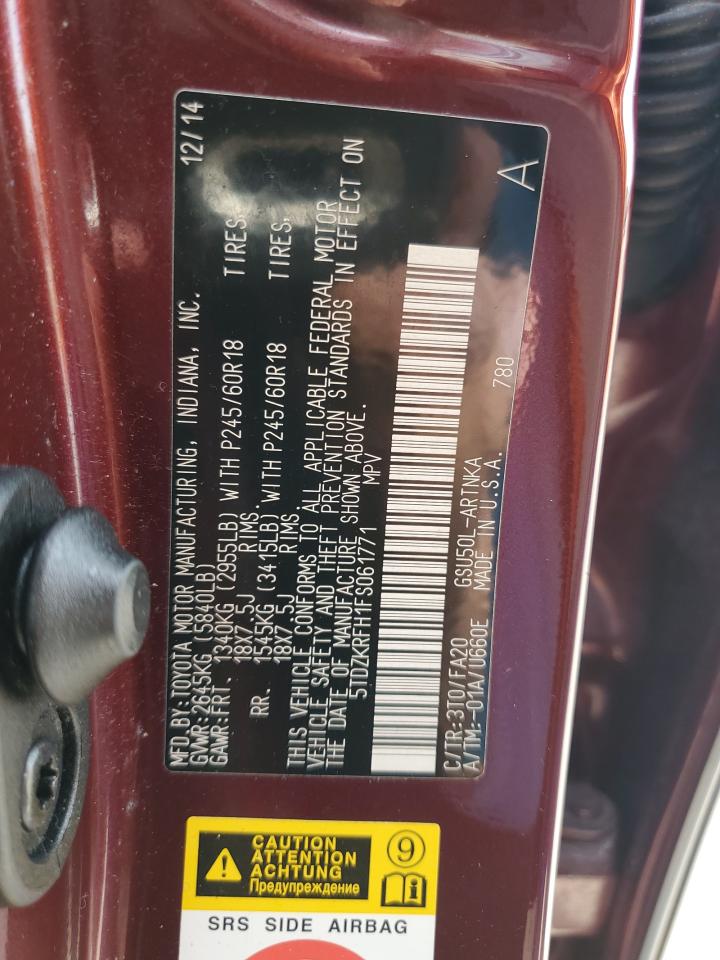 MFD.BY:TOYOTA MOTOR MANUFACTURING, INDIANA, INC. 12/14
GVWR:2645KG (5840LB)
GAWR:FRT. 1340KG (2955LB) WITH P245/60R18 TIRES,
18X7.5J RIMS.
RR. 1545KG (3415LB) WITH P245/60R18 TIRES,
18X7.5J RIMS
THIS VEHICLE CONFORMS TO ALL APPLICABLE FEDERAL MOTOR
VEHICLE SAFETY AND THEFT PREVENTION STANDARDS IN EFFECT ON
THE DATE OF MANUFACTURE SHOWN ABOVE.
5TDZKRFH1FS061771 MPV
C/TR:3T0/FA20 GSU50L-ARTNKA 780 A
A/TM:-01A/U660E MADE IN U.S.A.
CAUTION
ATTENTION
ACHTUNG
Предупреждение
9
SRS SIDE AIRBAG